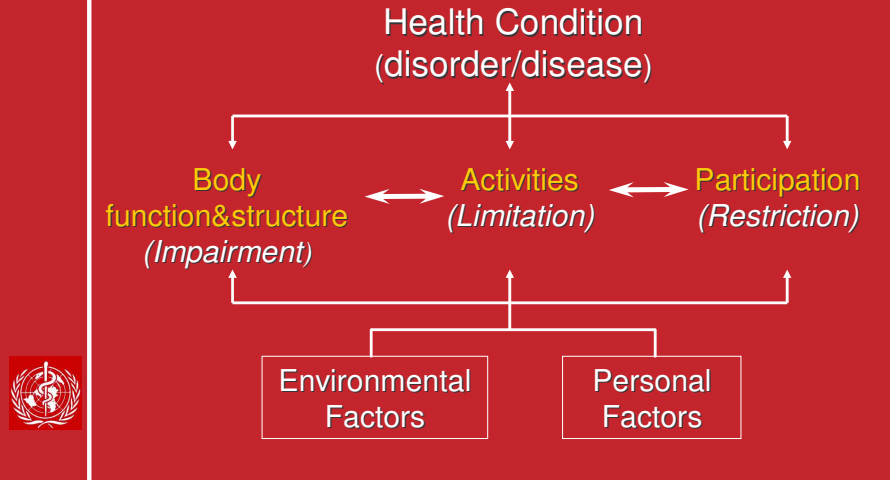 Health Condition
(disorder/disease)
Body
function&structure
(Impairment)
Activities
(Limitation)
Participation
(Restriction)
Environmental
Factors
Personal
Factors